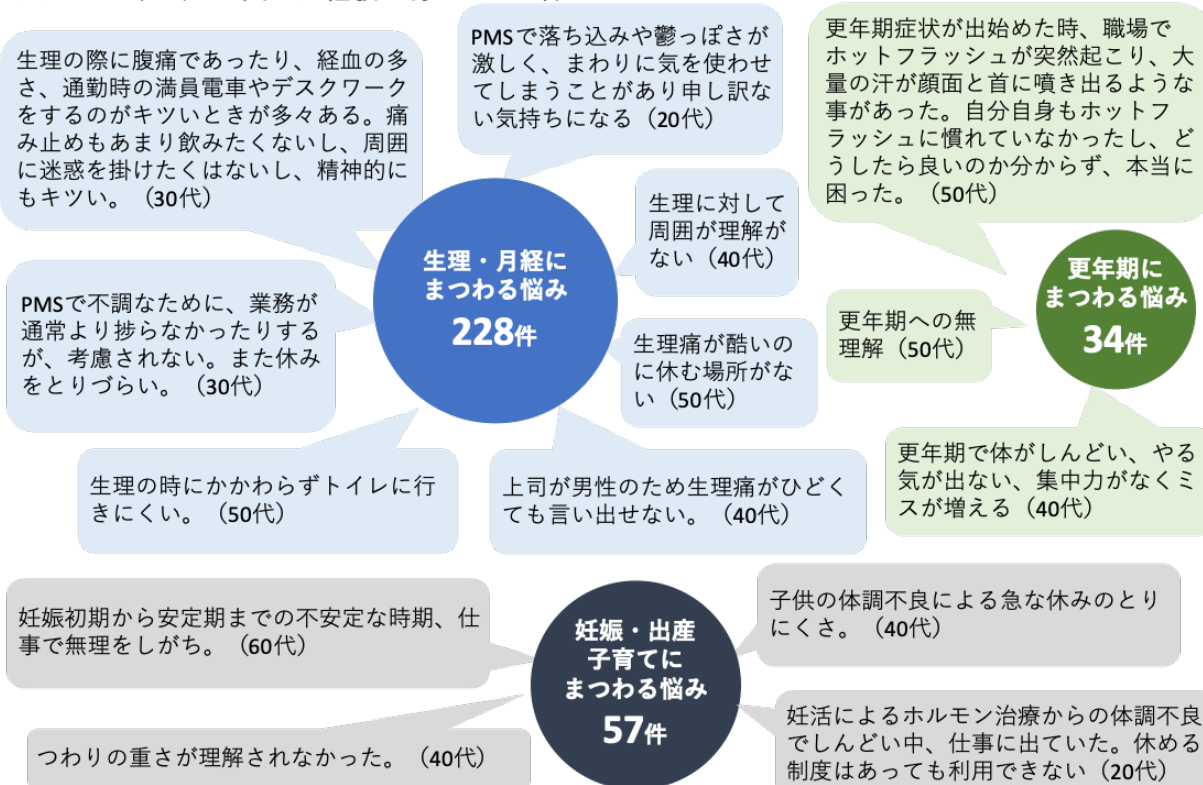 生理の際に腹痛であったり、経血の多
さ、通勤時の満員電車やデスクワーク
をするのがキツいときが多々ある。痛
み止めもあまり飲みたくないし、周囲
に迷惑を掛けたくはないし、精神的に
もキツい。（30代）
PMSで落ち込みや鬱っぽさが
激しく、まわりに気を使わせ
てしまうことがあり申し訳な
い気持ちになる（20代）
更年期症状が出始めた時、職場で
ホットフラッシュが突然起こり、大
量の汗が顔面と首に噴き出るような
事があった。自分自身もホットフ
ラッシュに慣れていなかったし、ど
うしたら良いのか分からず、本当に
困った。（50代）
生理に対して
周囲が理解が
ない（40代）
生理・月経に
まつわる悩み
228件
更年期に
まつわる悩み
34件
PMSで不調なために、業務が
通常より捗らなかったりする
が、考慮されない。また休み
をとりづらい。（30代）
生理痛が酷いの
に休む場所がな
い（50代）
更年期への無
理解（50代）
生理の時にかかわらずトイレに行
きにくい。（50代）
上司が男性のため生理痛がひどく
ても言い出せない。（40代）
更年期で体がしんどい、やる
気が出ない、集中力がなくミ
スが増える（40代）
妊娠初期から安定期までの不安定な時期、仕
事で無理をしがち。（60代）
妊娠・出産
子育てに
まつわる悩み
57件
子供の体調不良による急な休みのとり
にくさ。（40代）
つわりの重さが理解されなかった。（40代）
妊活によるホルモン治療からの体調不良
でしんどい中、仕事に出ていた。休める
制度はあっても利用できない（20代）